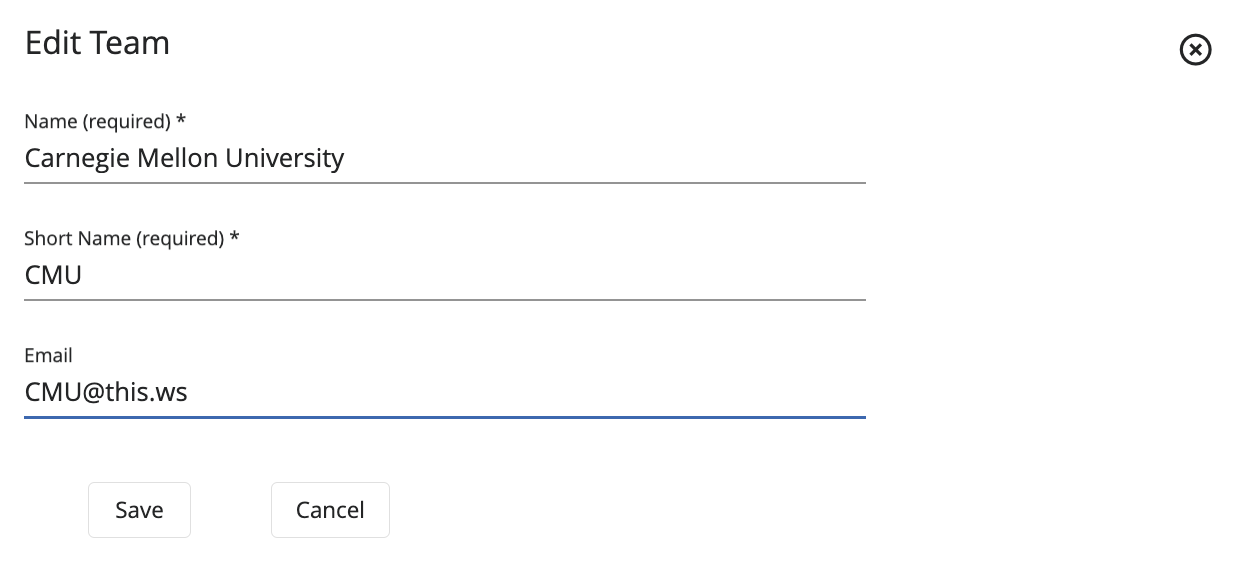 Edit Team
Name (required) *
Carnegie Mellon University
Short Name (required) *
CMU
Email
CMU@this.ws
Save Cancel